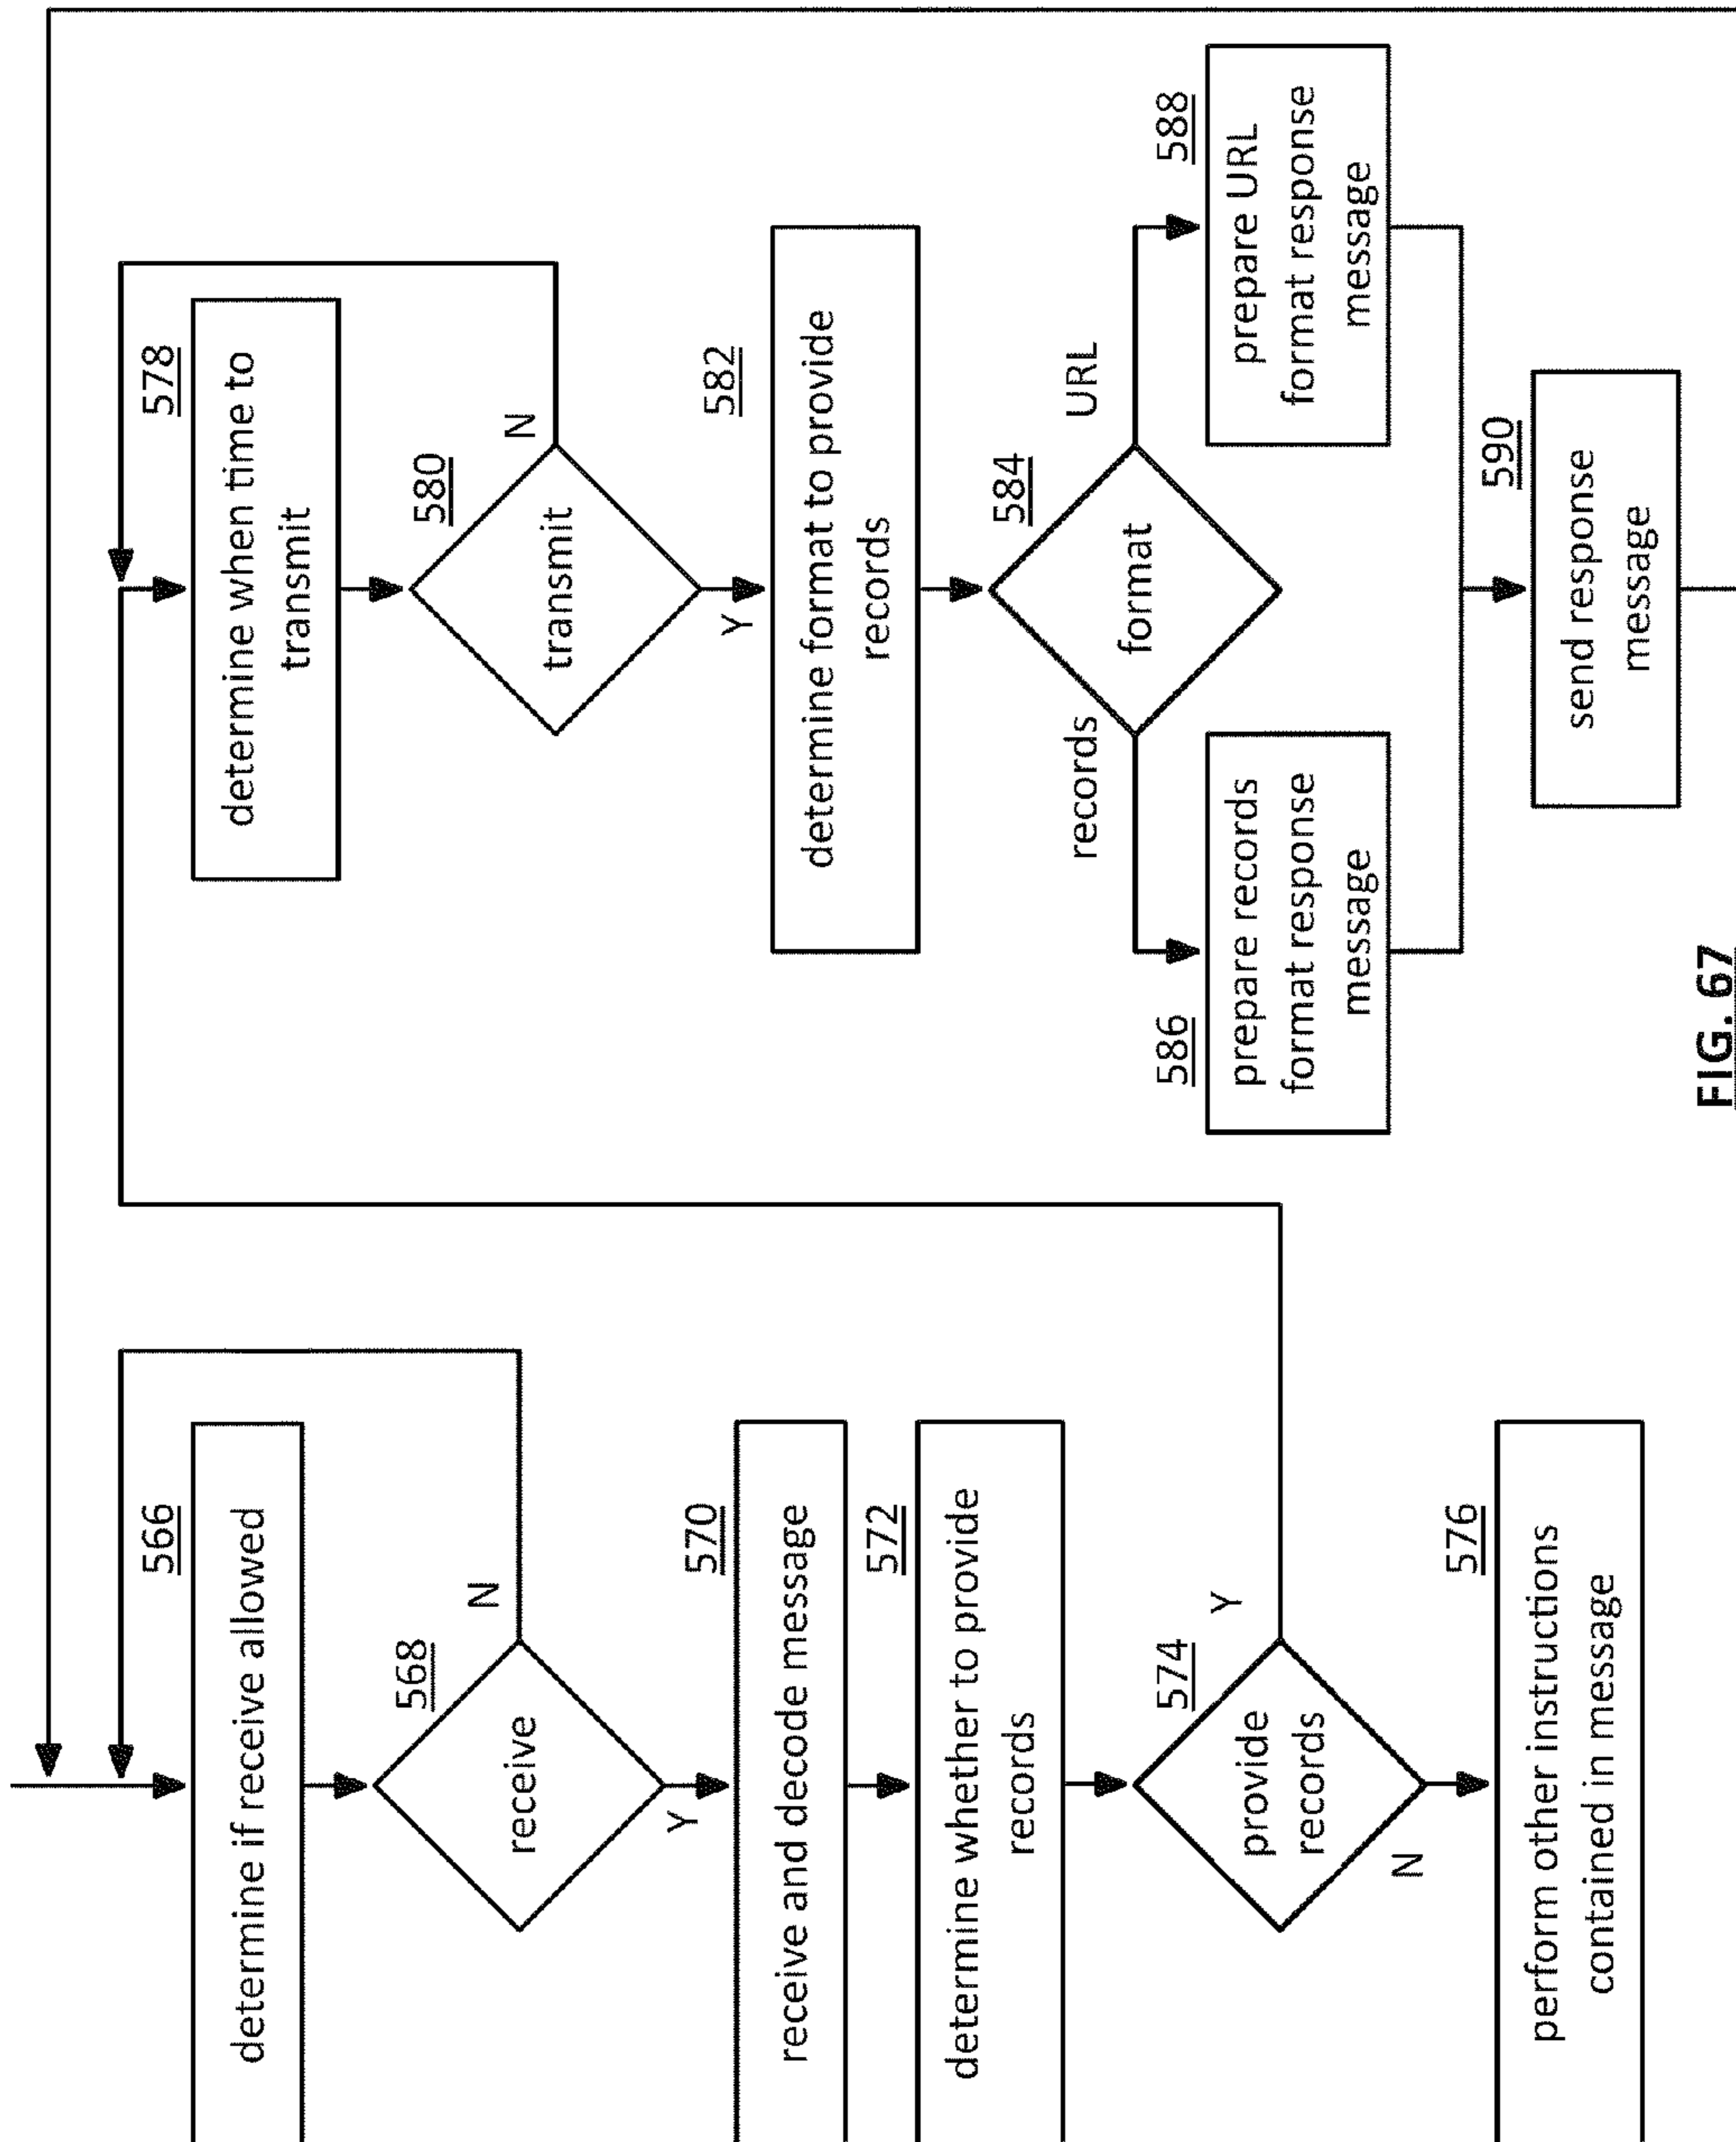 566
determine if receive allowed
568
receive
N
Y
570
receive and decode message
572
determine whether to provide
records
574
provide
records
Y
N
576
perform other instructions
contained in message
578
determine when time to
transmit
580
transmit
N
Y
582
determine format to provide
records
584
format
records
URL
586
prepare records
format response
message
588
prepare URL
format response
message
590
send response
message
FIG. 67